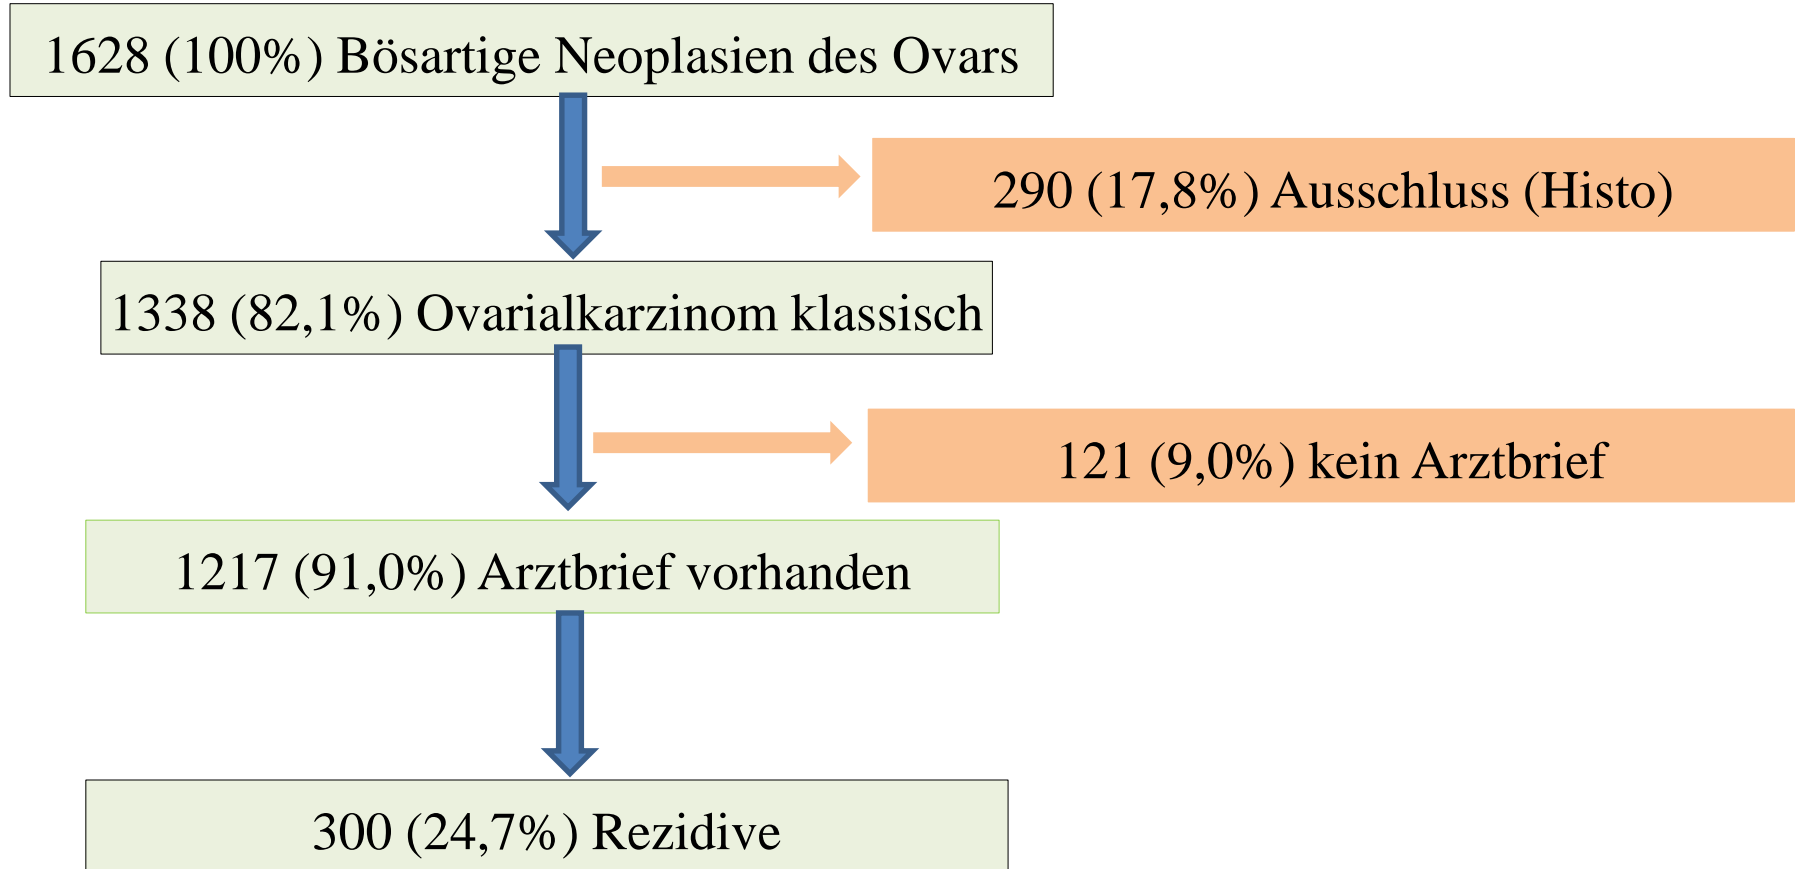 1628 (100%) Bösartige Neoplasien des Ovars
290 (17,8%) Ausschluss (Histo)
1338 (82,1%) Ovarialkarzinom klassisch
121 (9,0%) kein Arztbrief
1217 (91,0%) Arztbrief vorhanden
300 (24,7%) Rezidive